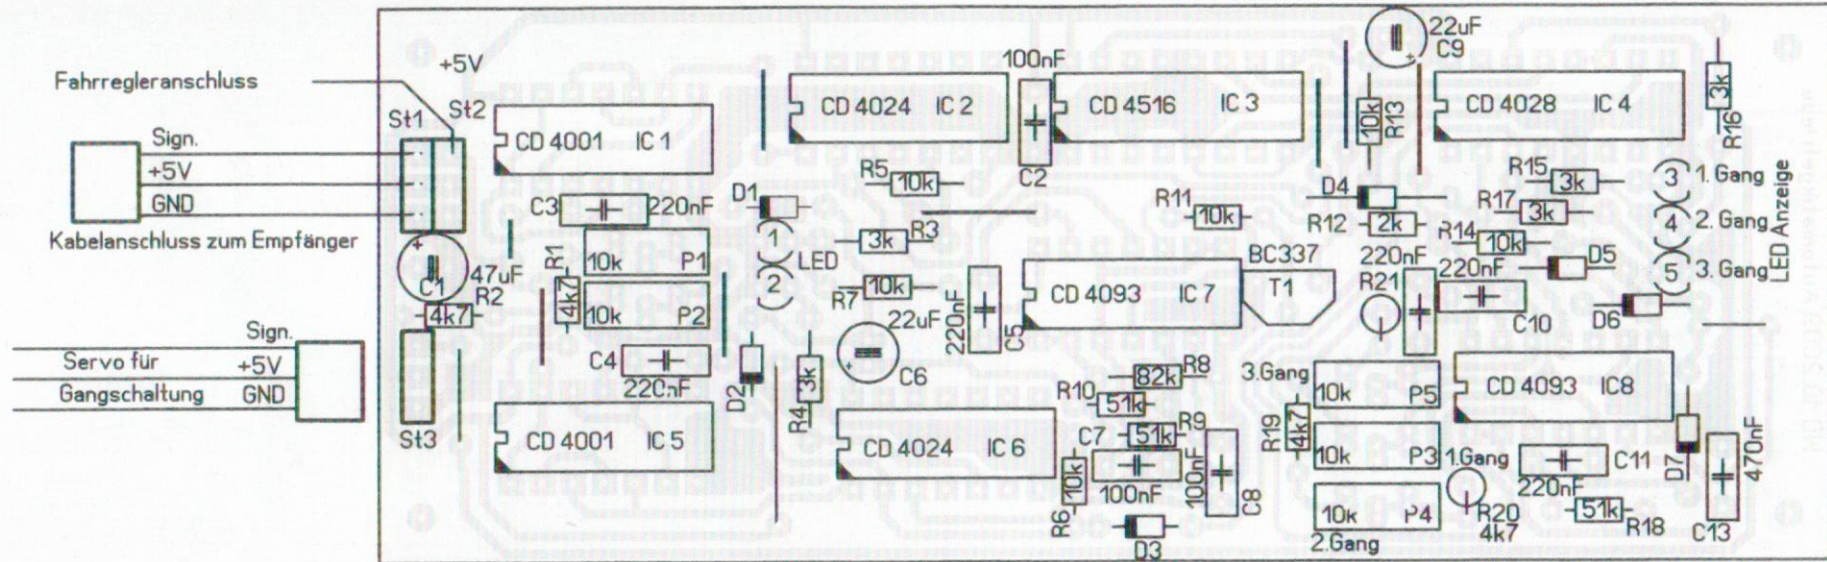 Fahrregleranschluss
+5V
St1
St2
Sign.
+5V
GND
Kabelanschluss zum Empfänger
Sign.
Servo für
+5V
Gangschaltung
GND
St3
C1
47uF
R2
4k7
CD 4001 IC 1
C3
220nF
R1
4k7
10k P1
10k P2
C4
220nF
CD 4001 IC 5
D1
1
LED
2
D2
R4
3k
CD 4024 IC 2
100nF
C2
R5
10k
3k
R3
R7
10k
22uF
C6
220nF
C5
CD 4024 IC 6
CD 4516 IC 3
R11
10k
BC337
T1
CD 4093 IC 7
R8
82k
R10
51k
R9
51k
C7
100nF
R6
10k
D3
100nF
C8
22uF
C9
10k
R13
D4
R12
2k
CD 4028 IC 4
3k
R16
R15
3k
R17
3k
R14
10k
D5
D6
3
1. Gang
4
2. Gang
5
3. Gang
LED Anzeige
220nF
R21
220nF
C10
3.Gang
10k P5
R19
4k7
10k P3
1.Gang
10k P4
2.Gang
R20
4k7
CD 4093 IC8
D7
C11
220nF
51k
R18
470nF
C13